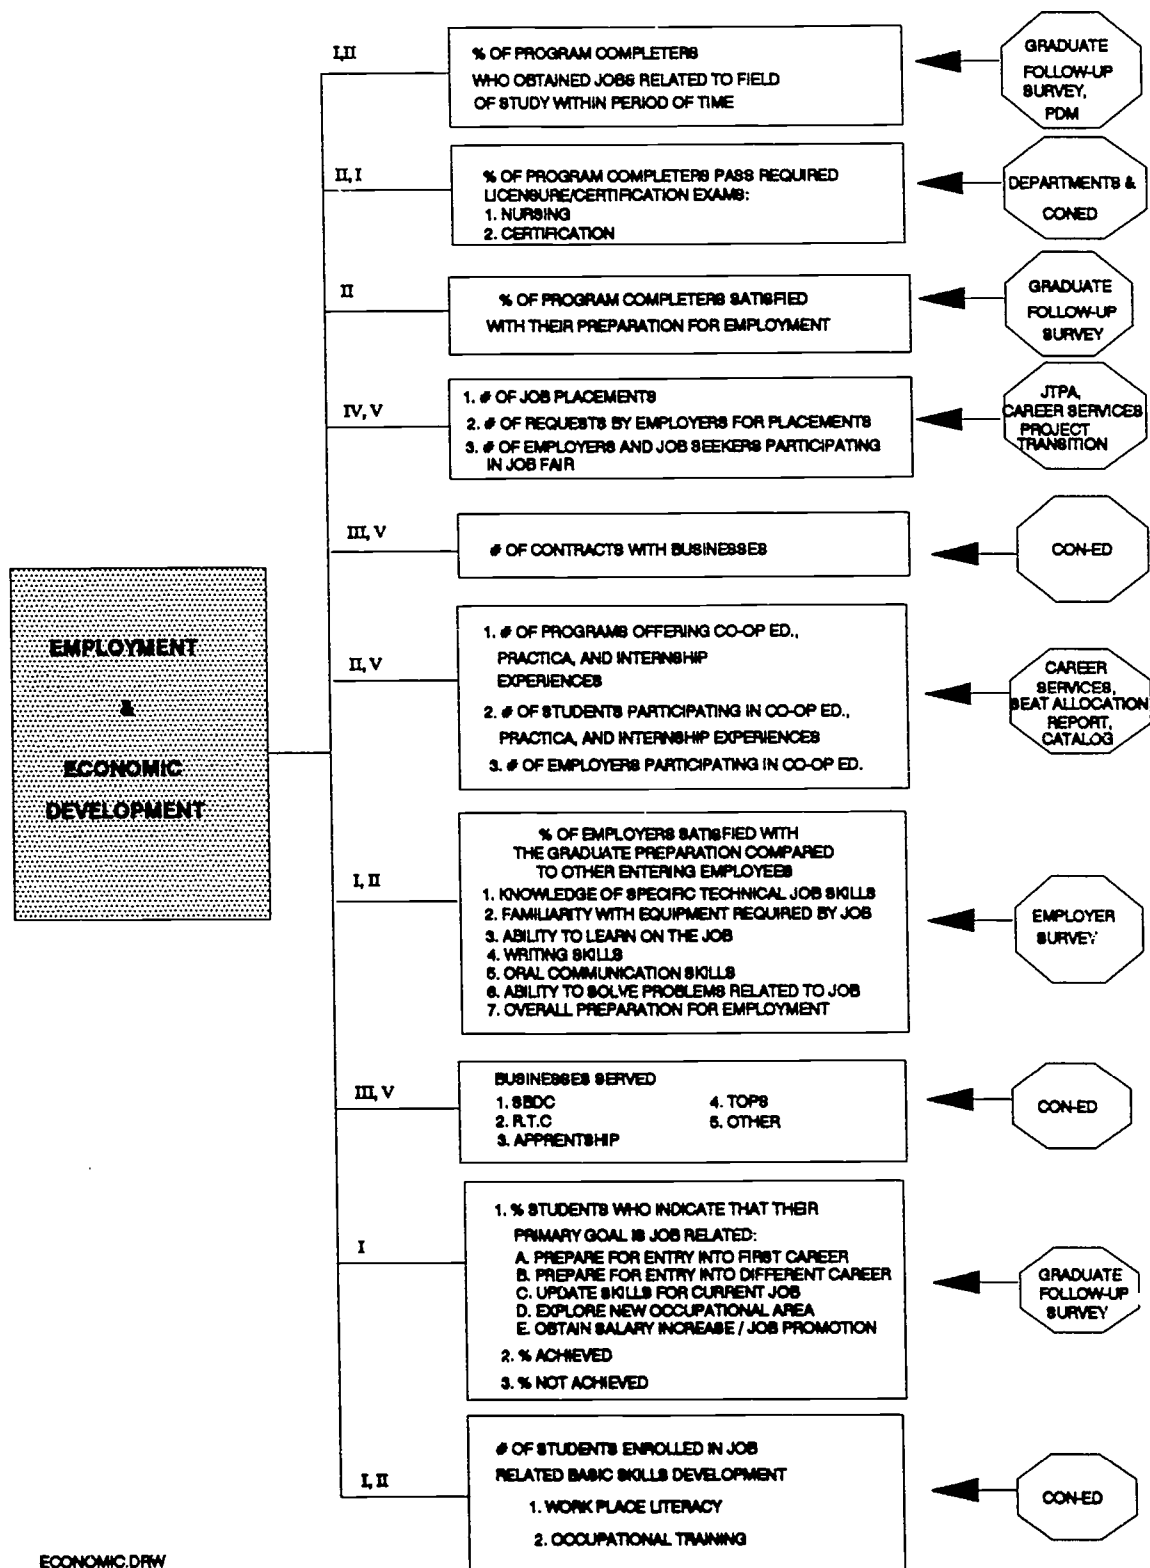 I,II
% OF PROGRAM COMPLETERS
WHO OBTAINED JOBS RELATED TO FIELD
OF STUDY WITHIN PERIOD OF TIME
GRADUATE
FOLLOW-UP
SURVEY,
PDM
II, I
% OF PROGRAM COMPLETERS PASS REQUIRED
LICENSURE/CERTIFICATION EXAMS:
1. NURSING
2. CERTIFICATION
DEPARTMENTS &
CONED
II
% OF PROGRAM COMPLETERS SATISFIED
WITH THEIR PREPARATION FOR EMPLOYMENT
GRADUATE
FOLLOW-UP
SURVEY
IV, V
1. # OF JOB PLACEMENTS
2. # OF REQUESTS BY EMPLOYERS FOR PLACEMENTS
3. # OF EMPLOYERS AND JOB SEEKERS PARTICIPATING
IN JOB FAIR
JTPA,
CAREER SERVICES
PROJECT
TRANSITION
III, V
# OF CONTRACTS WITH BUSINESSES
CON-ED
EMPLOYMENT
&
ECONOMIC
DEVELOPMENT
II, V
1. # OF PROGRAMS OFFERING CO-OP ED.,
PRACTICA, AND INTERNSHIP
EXPERIENCES
2. # OF STUDENTS PARTICIPATING IN CO-OP ED.,
PRACTICA, AND INTERNSHIP EXPERIENCES
3. # OF EMPLOYERS PARTICIPATING IN CO-OP ED.
CAREER
SERVICES,
SEAT ALLOCATION
REPORT,
CATALOG
I, II
% OF EMPLOYERS SATISFIED WITH
THE GRADUATE PREPARATION COMPARED
TO OTHER ENTERING EMPLOYEES
1. KNOWLEDGE OF SPECIFIC TECHNICAL JOB SKILLS
2. FAMILIARITY WITH EQUIPMENT REQUIRED BY JOB
3. ABILITY TO LEARN ON THE JOB
4. WRITING SKILLS
5. ORAL COMMUNICATION SKILLS
6. ABILITY TO SOLVE PROBLEMS RELATED TO JOB
7. OVERALL PREPARATION FOR EMPLOYMENT
EMPLOYER
SURVEY
III, V
BUSINESSES SERVED
1. SBDC
2. R.T.C
3. APPRENTSHIP
4. TOPS
5. OTHER
CON-ED
I
1. % STUDENTS WHO INDICATE THAT THEIR
PRIMARY GOAL IS JOB RELATED:
A. PREPARE FOR ENTRY INTO FIRST CAREER
B. PREPARE FOR ENTRY INTO DIFFERENT CAREER
C. UPDATE SKILLS FOR CURRENT JOB
D. EXPLORE NEW OCCUPATIONAL AREA
E. OBTAIN SALARY INCREASE / JOB PROMOTION
2. % ACHIEVED
3. % NOT ACHIEVED
GRADUATE
FOLLOW-UP
SURVEY
I, II
# OF STUDENTS ENROLLED IN JOB
RELATED BASIC SKILLS DEVELOPMENT
1. WORK PLACE LITERACY
2. OCCUPATIONAL TRAINING
CON-ED
ECONOMIC.DRW